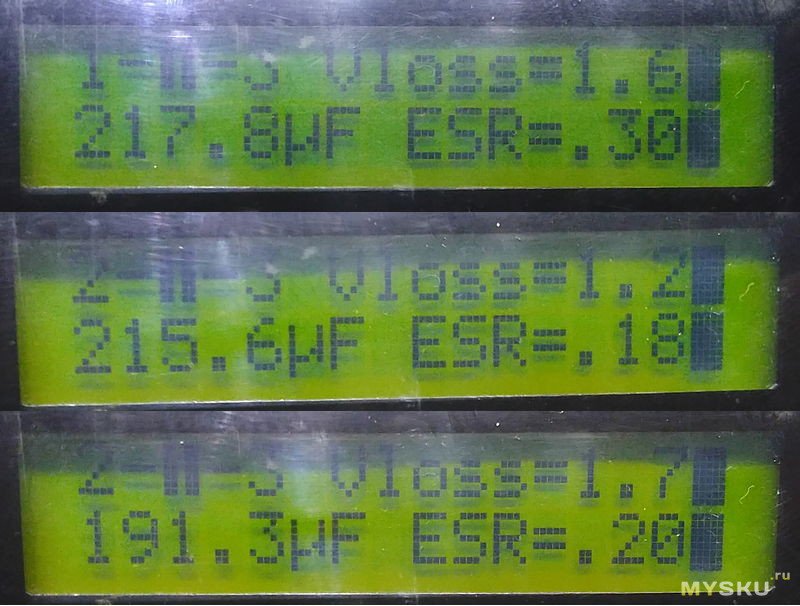 1-H-3 Vloss=1.6
217.8µF ESR=.30
2-H-3 Vloss=1.2
215.6µF ESR=.18
2-H-3 Vloss=1.7
191.3µF ESR=.20
MYSKU.ru